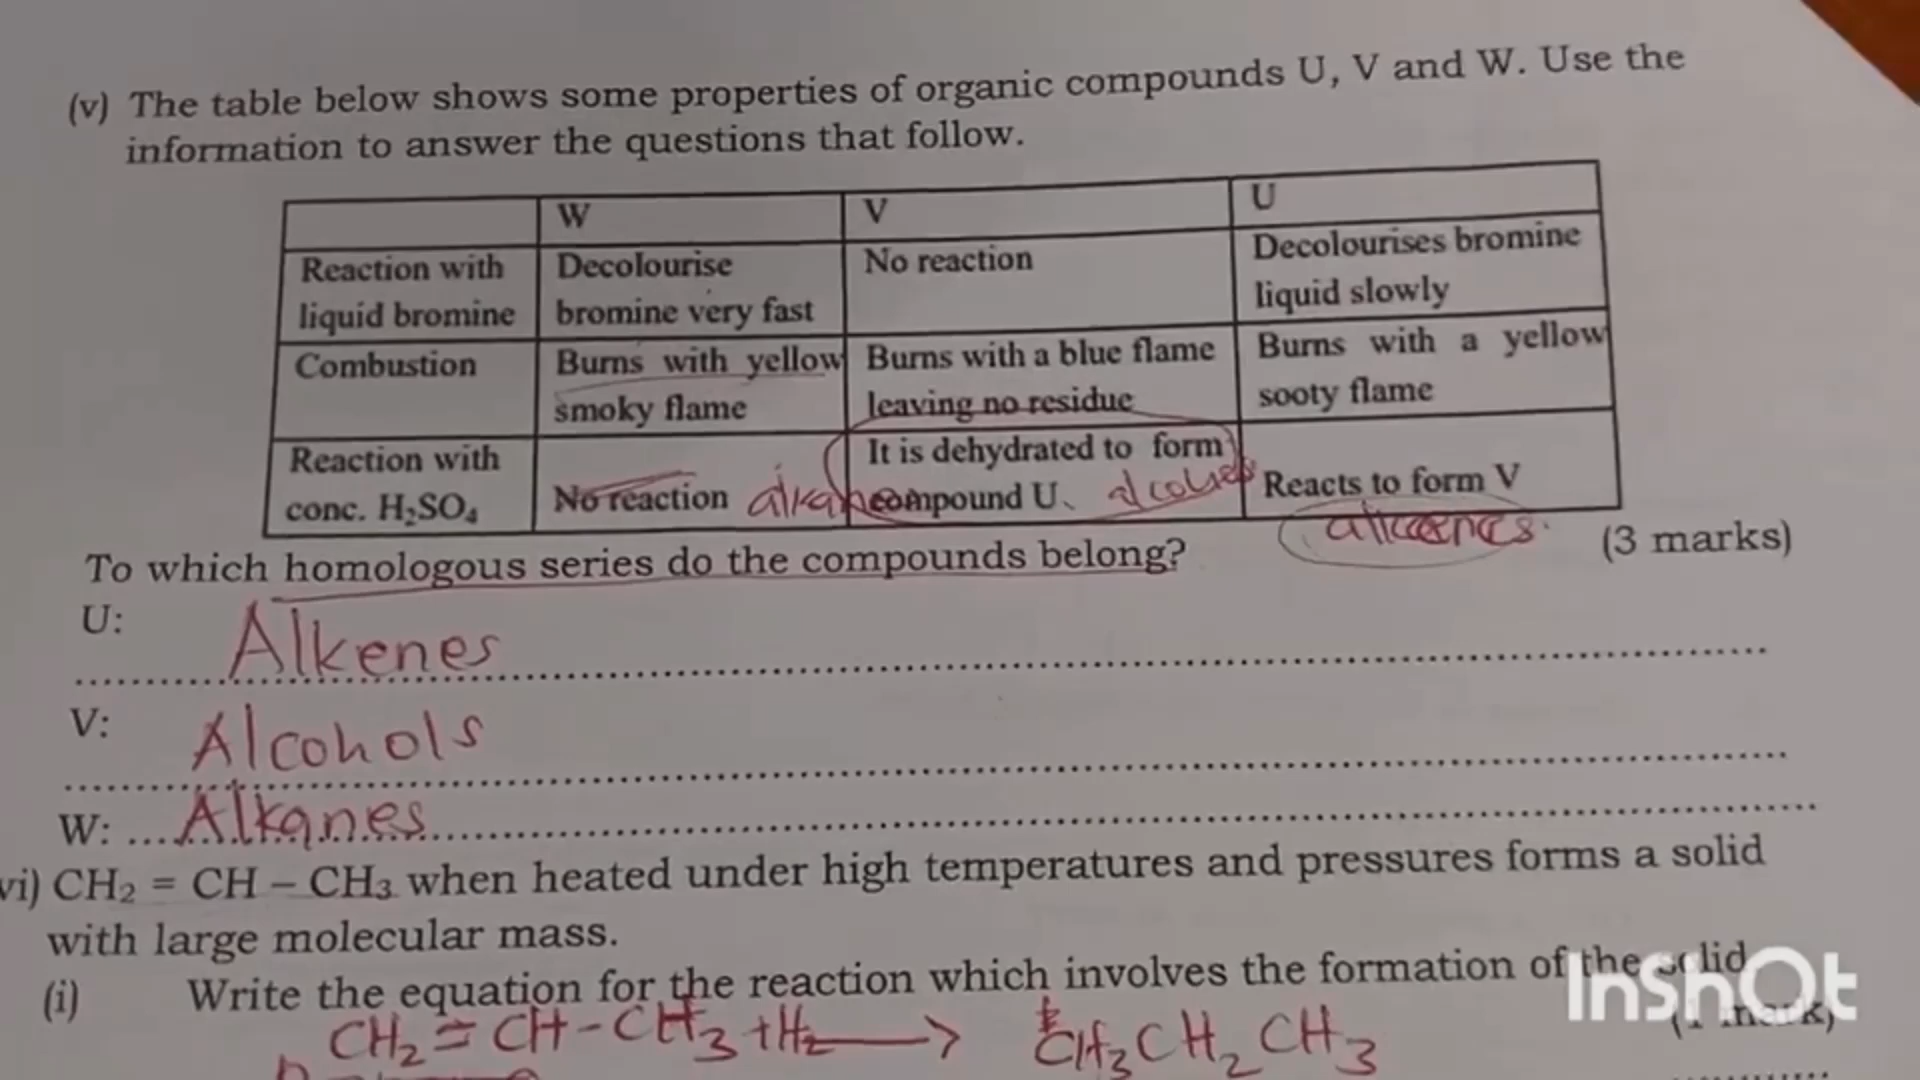 (v) The table below shows some properties of organic compounds U, V and W. Use the
information to answer the questions that follow.
W V U
Reaction with liquid bromine
Decolourise bromine very fast
No reaction
Decolourises bromine liquid slowly
Combustion
Burns with yellow smoky flame
Burns with a blue flame leaving no residue
Burns with a yellow sooty flame
Reaction with conc. H₂SO₄
No reaction
It is dehydrated to form compound U
alcohols
Reacts to form V
alkenes
To which homologous series do the compounds belong? (3 marks)
U: Alkenes
V: Alcohols
W: Alkanes
vi) CH₂ = CH – CH₃ when heated under high temperatures and pressures forms a solid
with large molecular mass.
(i) Write the equation for the reaction which involves the formation of the solid
(1 mark)
CH₂ = CH - CH₃ + H₂ → CH₃CH₂CH₃
InShOt